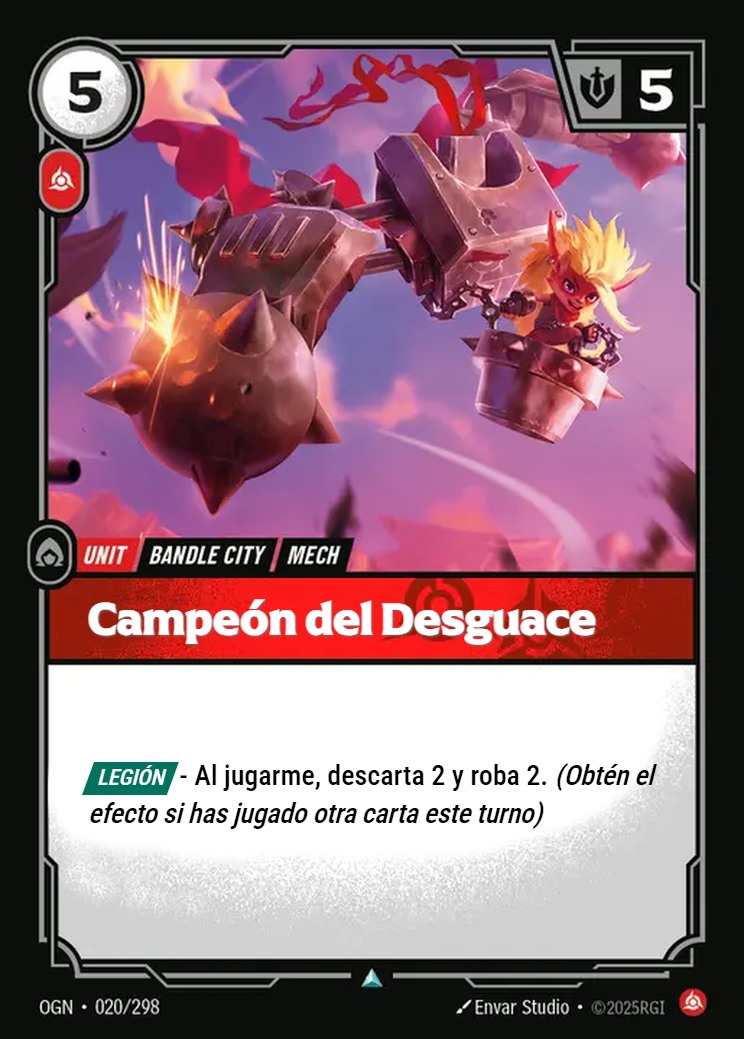 5
5
UNIT BANDLE CITY MECH
Campeón del Desguace
LEGIÓN - Al jugarme, descarta 2 y roba 2. (Obtén el
efecto si has jugado otra carta este turno)
OGN • 020/298 Envar Studio • ©2025RGI